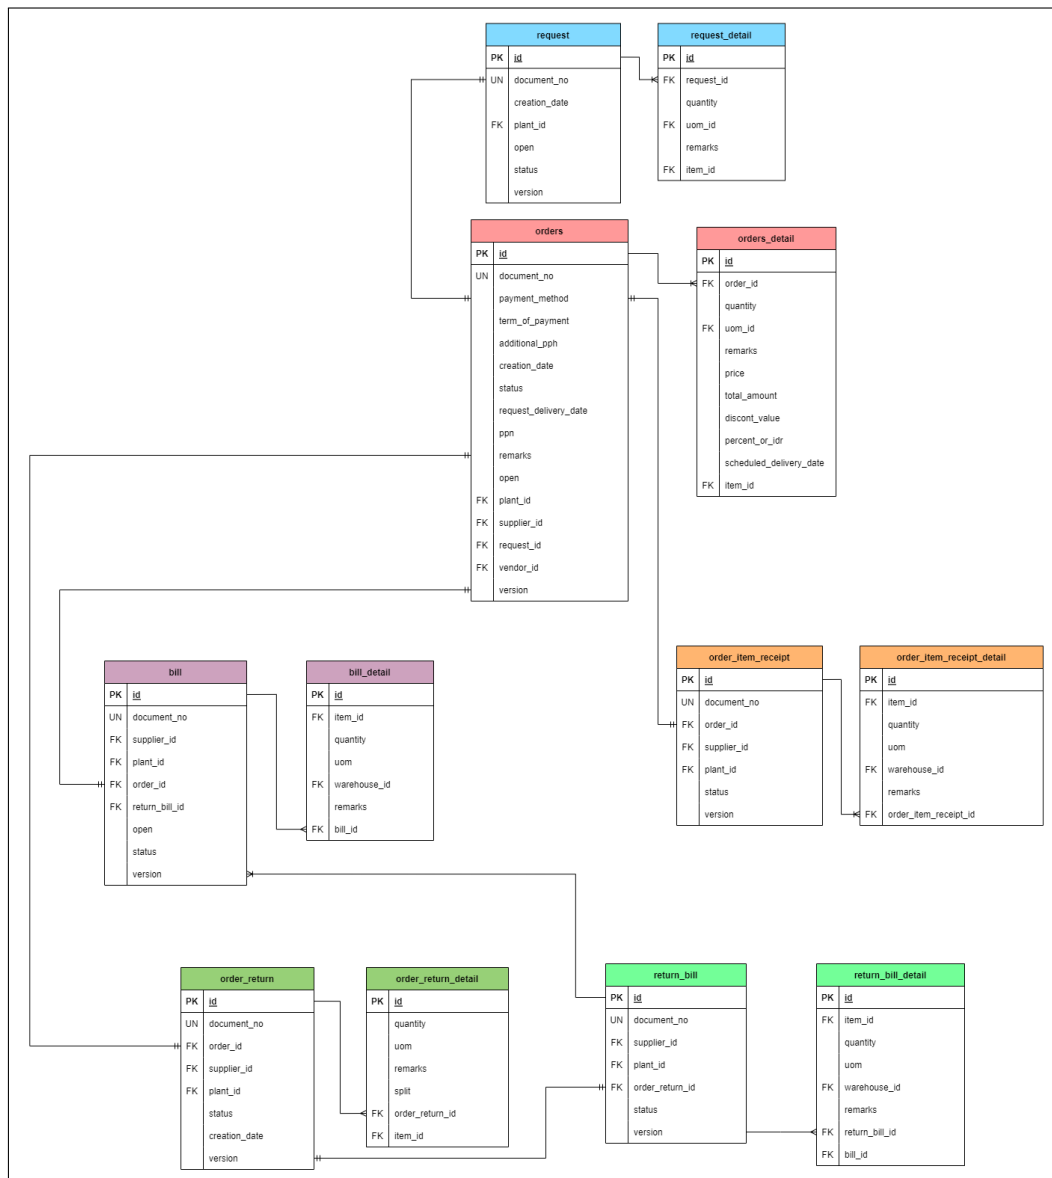 request
PK id
UN document_no
creation_date
FK plant_id
open
status
version
request_detail
PK id
FK request_id
quantity
FK uom_id
remarks
FK item_id
orders
PK id
UN document_no
payment_method
term_of_payment
additional_pph
creation_date
status
request_delivery_date
ppn
remarks
open
FK plant_id
FK supplier_id
FK request_id
FK vendor_id
version
orders_detail
PK id
FK order_id
quantity
FK uom_id
remarks
price
total_amount
discont_value
percent_or_idr
scheduled_delivery_date
FK item_id
bill
PK id
UN document_no
FK supplier_id
FK plant_id
FK order_id
FK return_bill_id
open
status
version
bill_detail
PK id
FK item_id
quantity
uom
FK warehouse_id
remarks
FK bill_id
order_item_receipt
PK id
UN document_no
FK order_id
FK supplier_id
FK plant_id
status
version
order_item_receipt_detail
PK id
FK item_id
quantity
uom
FK warehouse_id
remarks
FK order_item_receipt_id
order_return
PK id
UN document_no
FK order_id
FK supplier_id
FK plant_id
status
creation_date
version
order_return_detail
PK id
quantity
uom
remarks
split
FK order_return_id
FK item_id
return_bill
PK id
UN document_no
FK supplier_id
FK plant_id
FK order_return_id
status
version
return_bill_detail
PK id
FK item_id
quantity
uom
FK warehouse_id
remarks
FK return_bill_id
FK bill_id